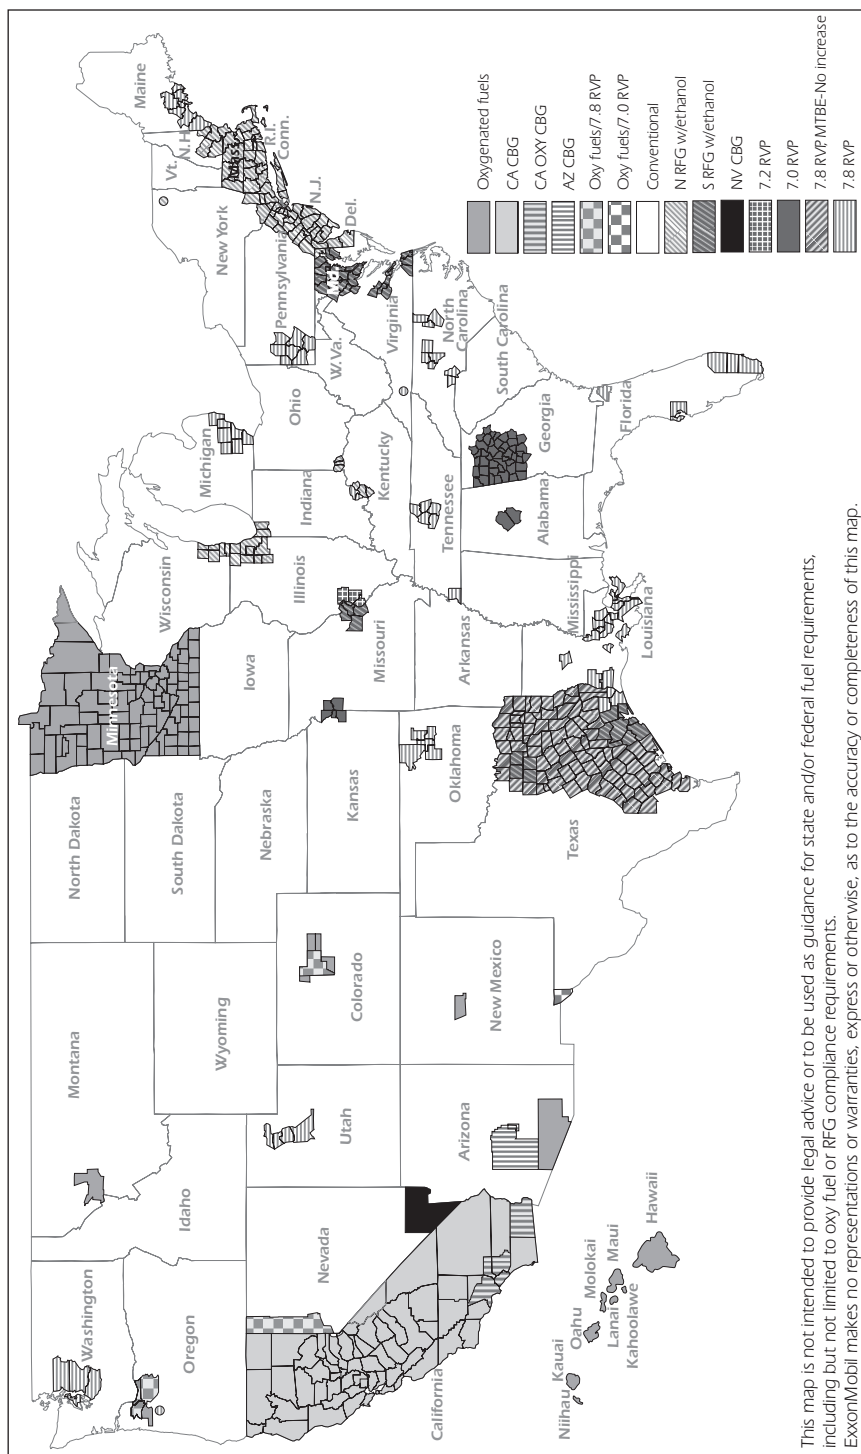 Washington
Oregon
California
Nevada
Idaho
Montana
Wyoming
Utah
Arizona
Colorado
New Mexico
North Dakota
South Dakota
Nebraska
Kansas
Oklahoma
Texas
Minnesota
Iowa
Missouri
Arkansas
Louisiana
Wisconsin
Illinois
Mississippi
Michigan
Indiana
Kentucky
Tennessee
Alabama
Ohio
W.Va.
Virginia
North
Carolina
South Carolina
Georgia
Florida
Pennsylvania
New York
Vt.
N.H.
Maine
Mass.
R.I.
Conn.
N.J.
Del.
Md.
Niihau
Kauai
Oahu
Molokai
Lanai
Maui
Kahoolawe
Hawaii
Oxygenated fuels
CA CBG
CA OXY CBG
AZ CBG
Oxy fuels/7.8 RVP
Oxy fuels/7.0 RVP
Conventional
N RFG w/ethanol
S RFG w/ethanol
NV CBG
7.2 RVP
7.0 RVP
7.8 RVP, MTBE-No increase
7.8 RVP
This map is not intended to provide legal advice or to be used as guidance for state and/or federal fuel requirements,
including but not limited to oxy fuel or RFG compliance requirements.
ExxonMobil makes no representations or warranties, express or otherwise, as to the accuracy or completeness of this map.